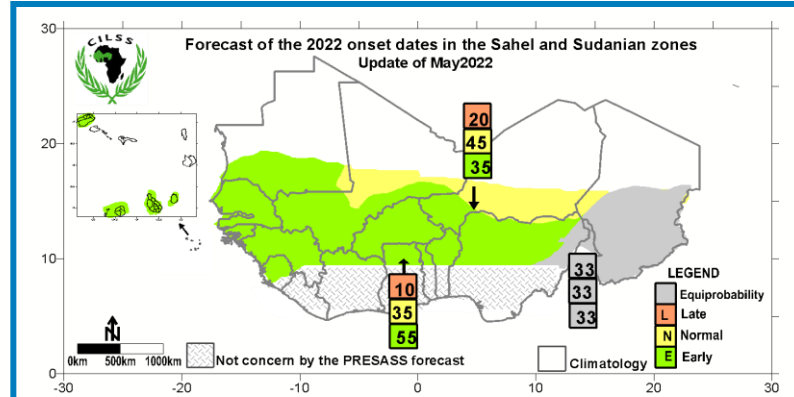 CILSS
Forecast of the 2022 onset dates in the Sahel and Sudanian zones
Update of May2022
30
20
10
0
20
45
35
10
35
55
33
33
33
LEGEND
Equiprobability
L Late
N Normal
E Early
N
0km 500km 1000km
Not concern by the PRESASS forecast
Climatology
-30 -20 -10 0 10 20 30